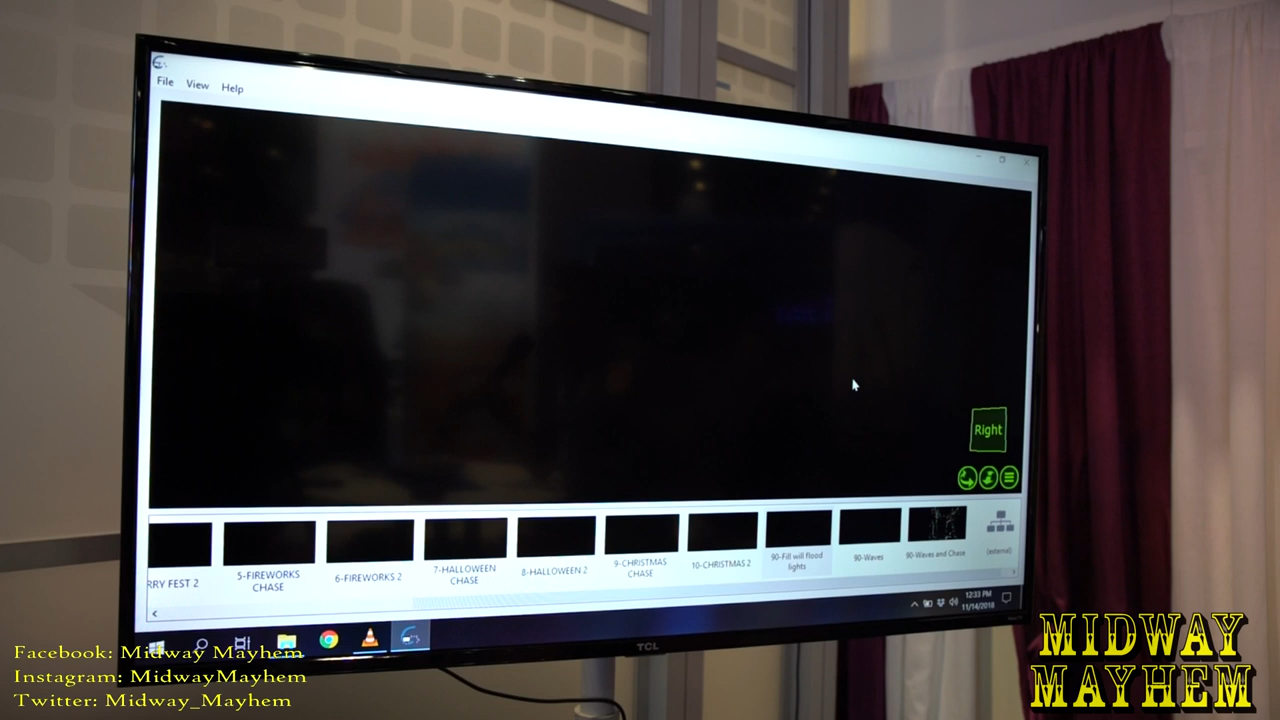 File View Help
Right
RRY FEST 2
5-FIREWORKS CHASE
6-FIREWORKS 2
7-HALLOWEEN CHASE
8-HALLOWEEN 2
9-CHRISTMAS CHASE
10-CHRISTMAS 2
90-Fill will flood lights
90-Waves
90-Waves and Chase
(external)
12:33 PM
11/14/2018
TCL
Facebook: Midway Mayhem
Instagram: MidwayMayhem
Twitter: Midway_Mayhem
MIDWAY
MAYHEM